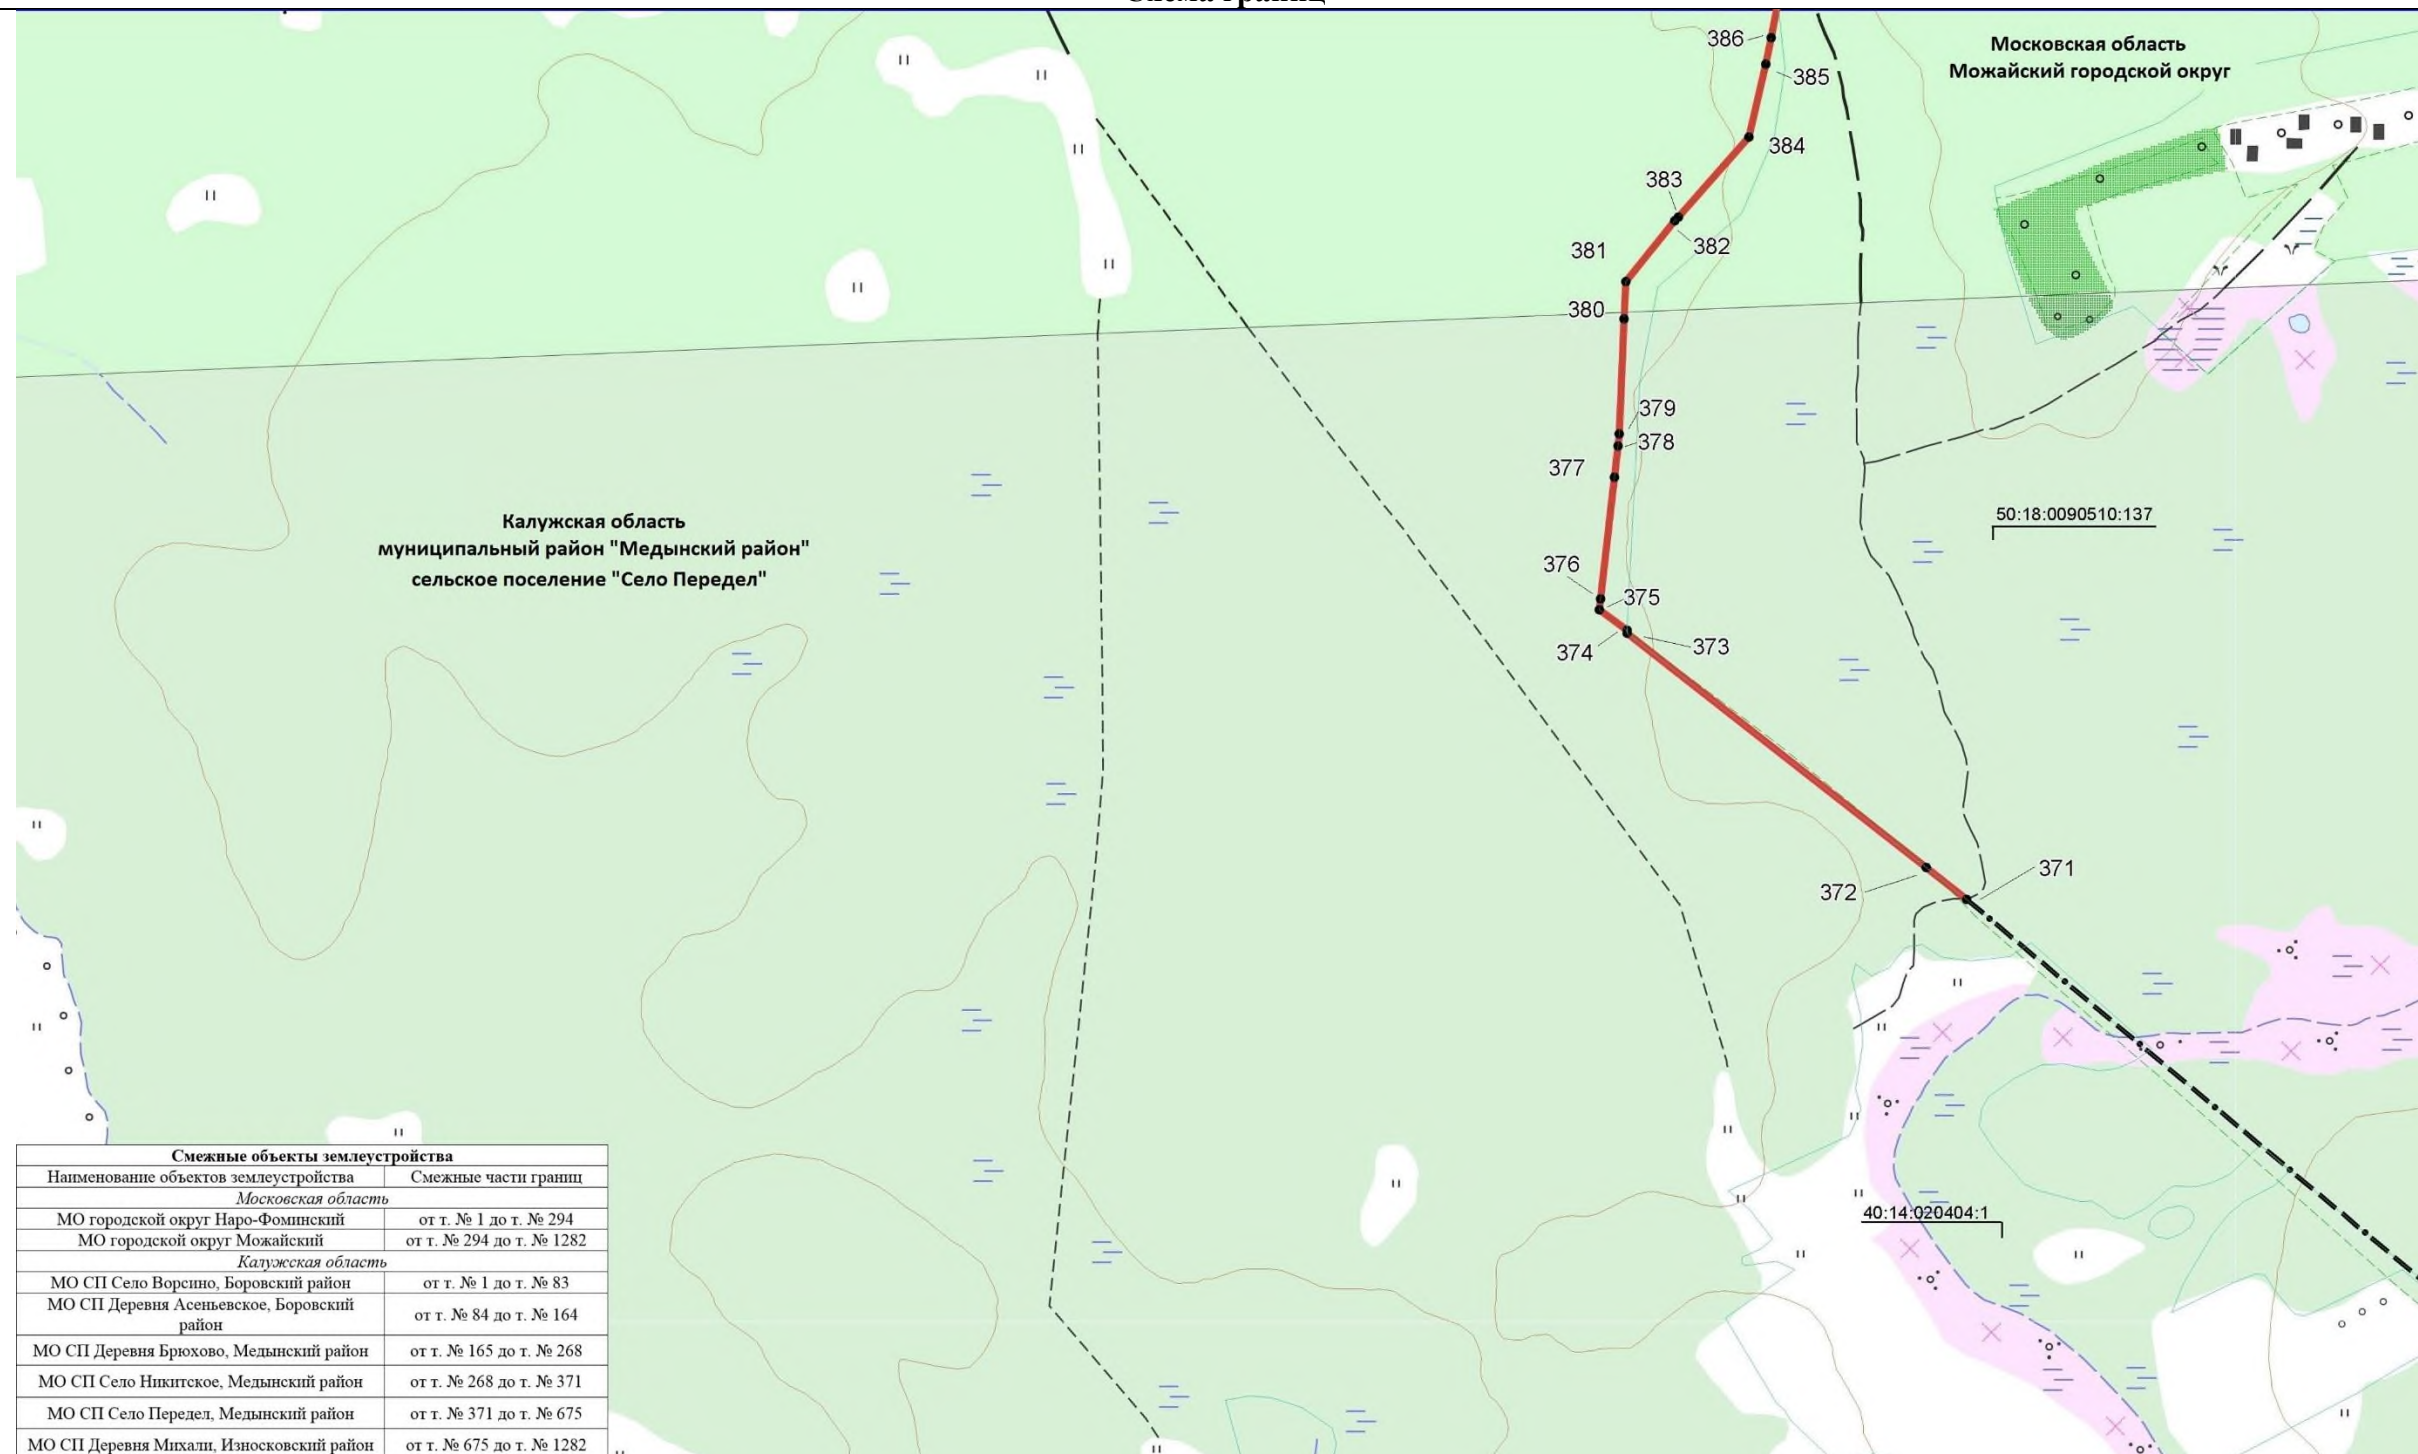 Схема границ
386
385
384
383
382
381
380
379
378
377
376
375
374
373
372
371
Московская область
Можайский городской округ
50:18:0090510:137
Калужская область
муниципальный район "Медынский район"
сельское поселение "Село Передел"
40:14:020404:1
Смежные объекты землеустройства
Наименование объектов землеустройства Смежные части границ
Московская область
МО городской округ Наро-Фоминский от т. № 1 до т. № 294
МО городской округ Можайский от т. № 294 до т. № 1282
Калужская область
МО СП Село Ворсино, Боровский район от т. № 1 до т. № 83
МО СП Деревня Асеньевское, Боровский
район от т. № 84 до т. № 164
МО СП Деревня Брюхово, Медынский район от т. № 165 до т. № 268
МО СП Село Никитское, Медынский район от т. № 268 до т. № 371
МО СП Село Передел, Медынский район от т. № 371 до т. № 675
МО СП Деревня Михали, Износковский район от т. № 675 до т. № 1282